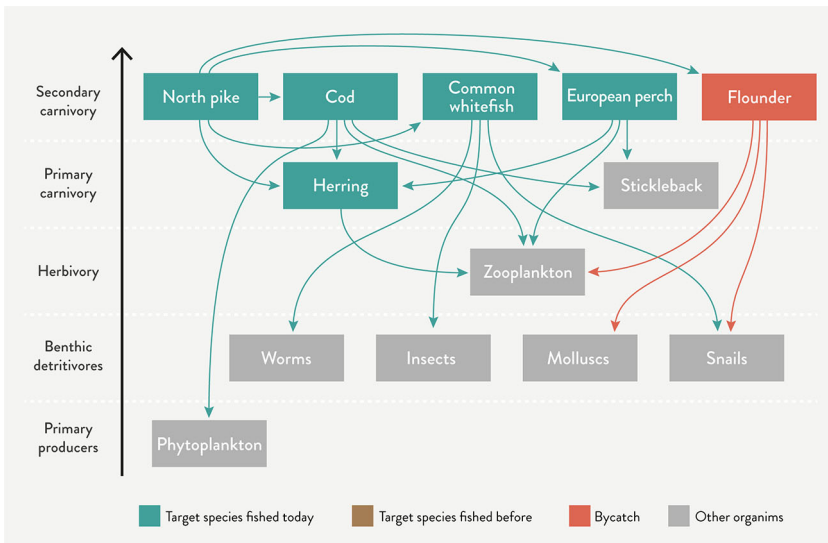 Secondary
carnivory
North pike
Cod
Common
whitefish
European perch
Flounder
Primary
carnivory
Herring
Stickleback
Herbivory
Zooplankton
Benthic
detritivores
Worms
Insects
Molluscs
Snails
Primary
producers
Phytoplankton
Target species fished today
Target species fished before
Bycatch
Other organims